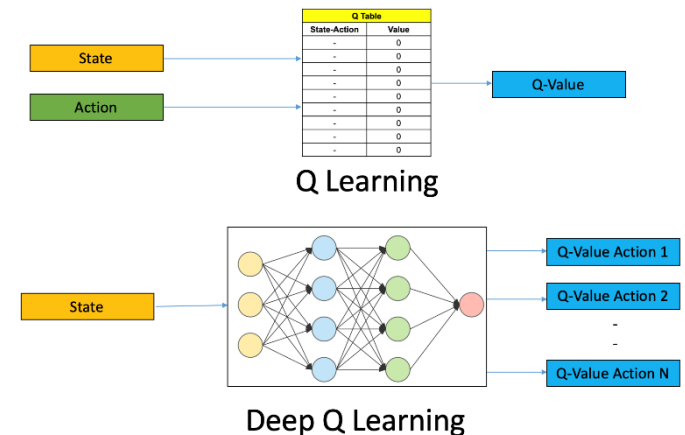 Q Table
State-Action Value
- 0
- 0
- 0
- 0
- 0
- 0
- 0
- 0
- 0
State
Action
Q-Value
Q Learning
State
Q-Value Action 1
Q-Value Action 2
-
-
Q-Value Action N
Deep Q Learning